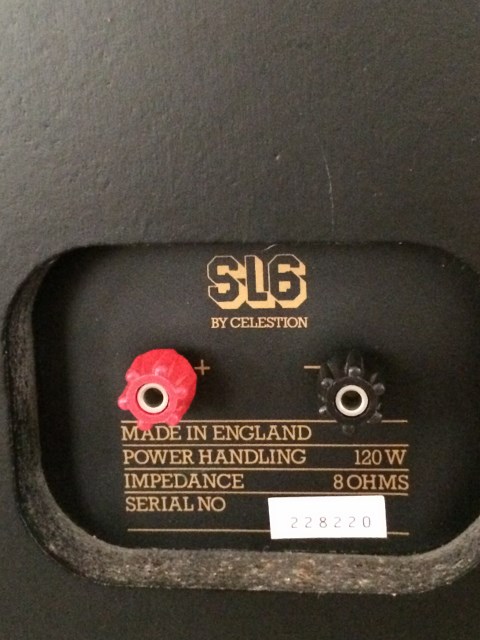 SL6
BY CELESTION
+ −
MADE IN ENGLAND
POWER HANDLING 120 W
IMPEDANCE 8 OHMS
SERIAL NO 228220